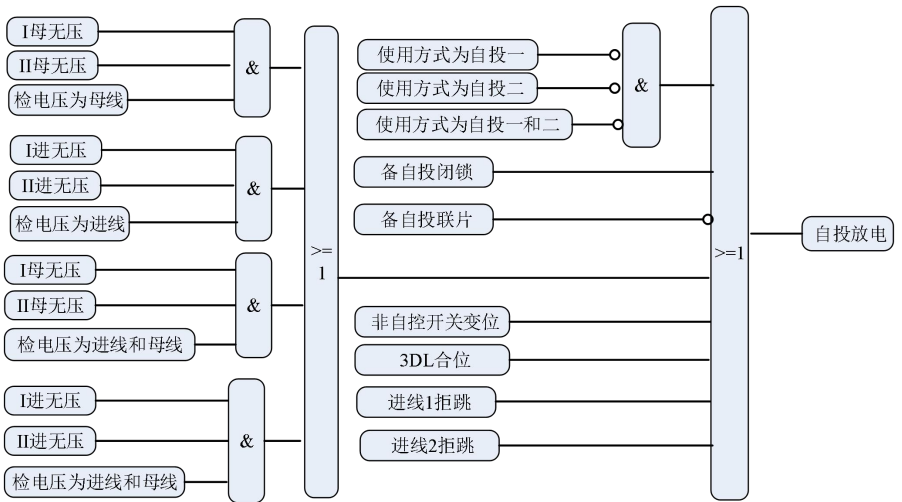 I母无压
II母无压
检电压为母线
&
I进无压
II进无压
检电压为进线
&
I母无压
II母无压
检电压为进线和母线
&
I进无压
II进无压
检电压为进线和母线
&
>=
1
使用方式为自投一
使用方式为自投二
使用方式为自投一和二
&
备自投闭锁
备自投联片
非自控开关变位
3DL合位
进线1拒跳
进线2拒跳
>=1
自投放电